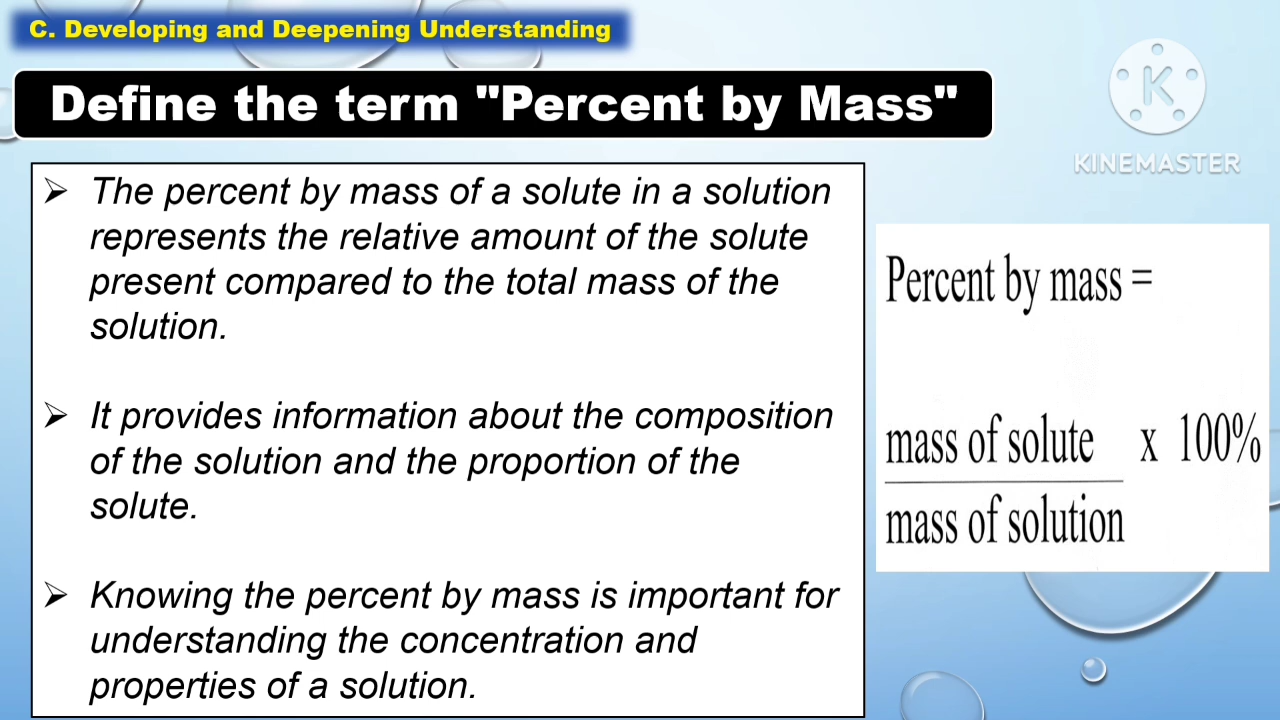 C. Developing and Deepening Understanding
Define the term "Percent by Mass"
K
KINEMASTER
➢ The percent by mass of a solute in a solution
represents the relative amount of the solute
present compared to the total mass of the
solution.
➢ It provides information about the composition
of the solution and the proportion of the
solute.
➢ Knowing the percent by mass is important for
understanding the concentration and
properties of a solution.
Percent by mass =
mass of solute x 100%
mass of solution